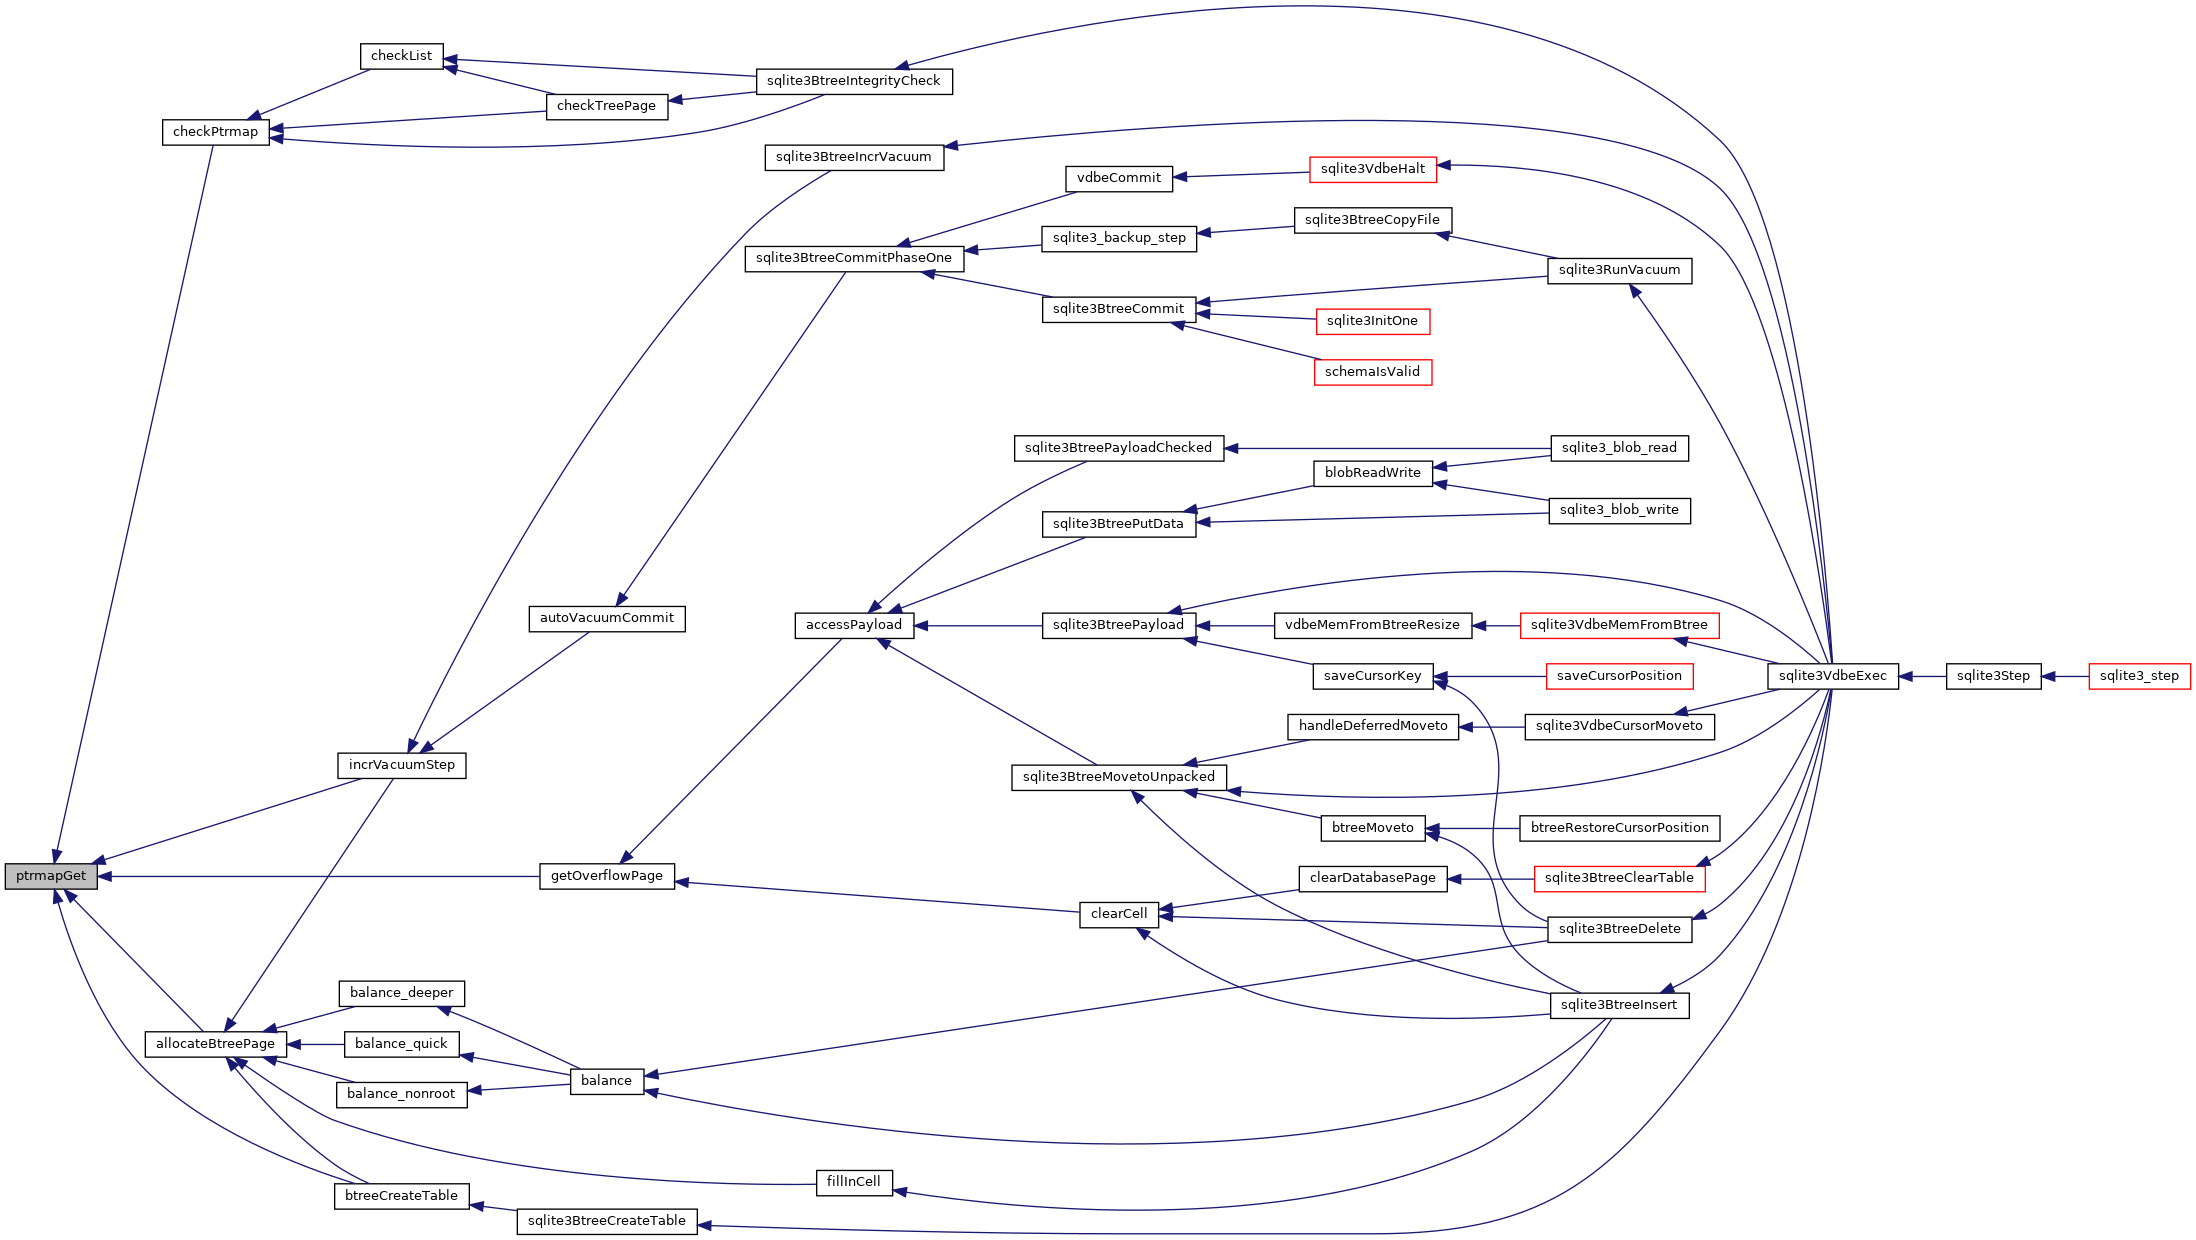 checkList
sqlite3BtreeIntegrityCheck
checkTreePage
checkPtrmap
sqlite3BtreeIncrVacuum
vdbeCommit
sqlite3VdbeHalt
sqlite3BtreeCopyFile
sqlite3_backup_step
sqlite3BtreeCommitPhaseOne
sqlite3RunVacuum
sqlite3BtreeCommit
sqlite3InitOne
schemaIsValid
sqlite3BtreePayloadChecked
sqlite3_blob_read
blobReadWrite
sqlite3_blob_write
sqlite3BtreePutData
autoVacuumCommit
accessPayload
sqlite3BtreePayload
vdbeMemFromBtreeResize
sqlite3VdbeMemFromBtree
saveCursorKey
saveCursorPosition
sqlite3VdbeExec
sqlite3Step
sqlite3_step
handleDeferredMoveto
sqlite3VdbeCursorMoveto
incrVacuumStep
sqlite3BtreeMovetoUnpacked
btreeMoveto
btreeRestoreCursorPosition
ptrmapGet
getOverflowPage
clearDatabasePage
sqlite3BtreeClearTable
clearCell
sqlite3BtreeDelete
balance_deeper
sqlite3BtreeInsert
allocateBtreePage
balance_quick
balance
balance_nonroot
fillInCell
btreeCreateTable
sqlite3BtreeCreateTable